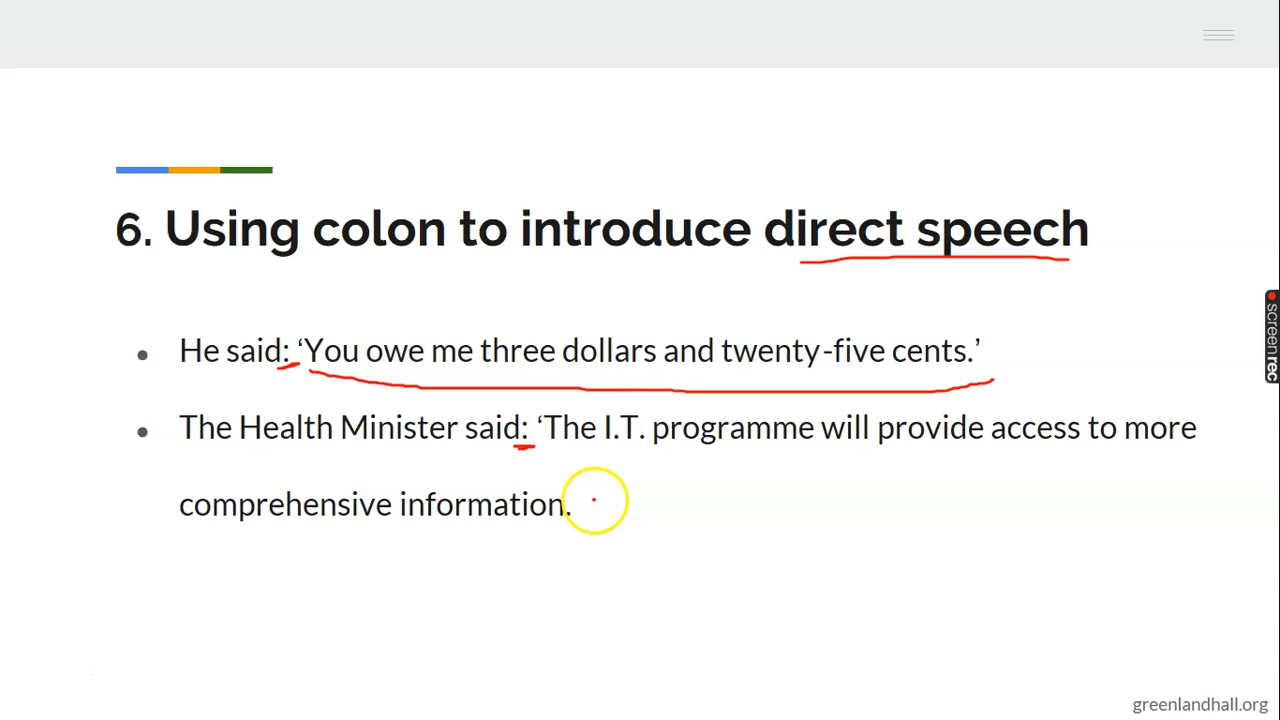 6. Using colon to introduce direct speech
● He said: ‘You owe me three dollars and twenty-five cents.’
● The Health Minister said: ‘The I.T. programme will provide access to more
comprehensive information.
screenrec
greenlandhall.org